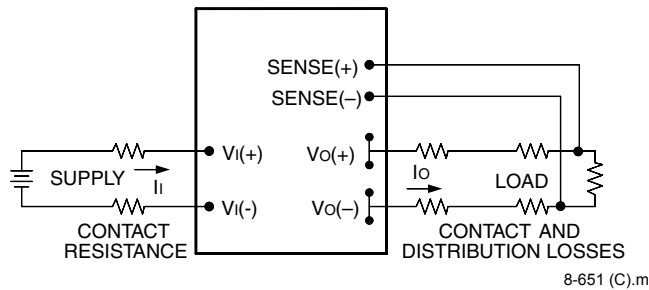 SENSE(+)
SENSE(–)
VI(+)
VO(+)
IO
SUPPLY
II
LOAD
VI(-)
VO(–)
CONTACT
RESISTANCE
CONTACT AND
DISTRIBUTION LOSSES
8-651 (C).m